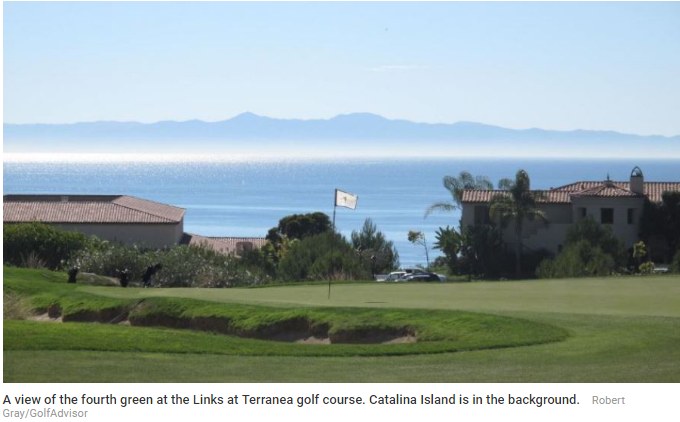 A view of the fourth green at the Links at Terranea golf course. Catalina Island is in the background. Robert
Gray/GolfAdvisor